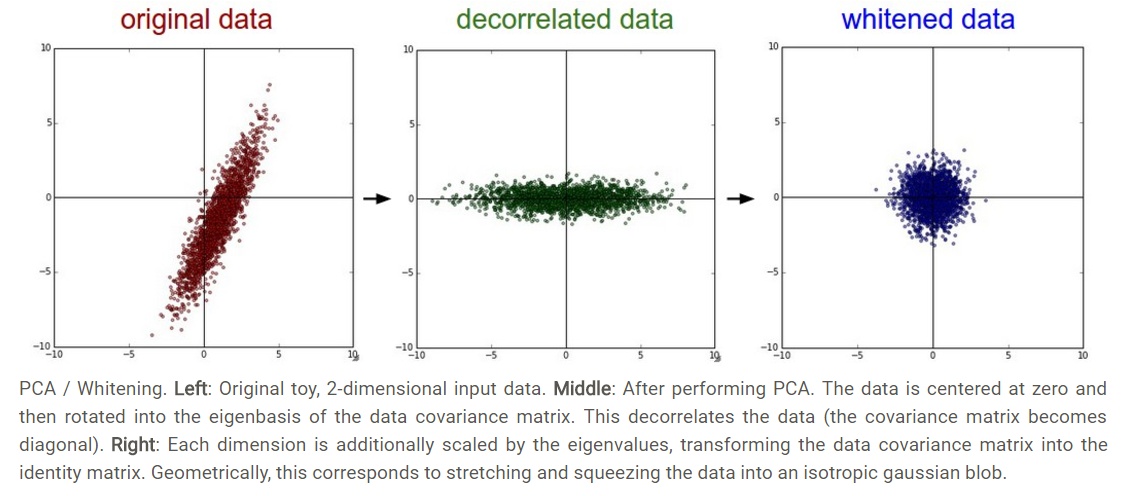 original data decorrelated data whitened data
10 10 10
5 5 5
0 0 0
−5 −5 −5
−10 −10 −10
−10 −5 0 5 10 −10 −5 0 5 10 −10 −5 0 5 10
PCA / Whitening. Left: Original toy, 2-dimensional input data. Middle: After performing PCA. The data is centered at zero and
then rotated into the eigenbasis of the data covariance matrix. This decorrelates the data (the covariance matrix becomes
diagonal). Right: Each dimension is additionally scaled by the eigenvalues, transforming the data covariance matrix into the
identity matrix. Geometrically, this corresponds to stretching and squeezing the data into an isotropic gaussian blob.